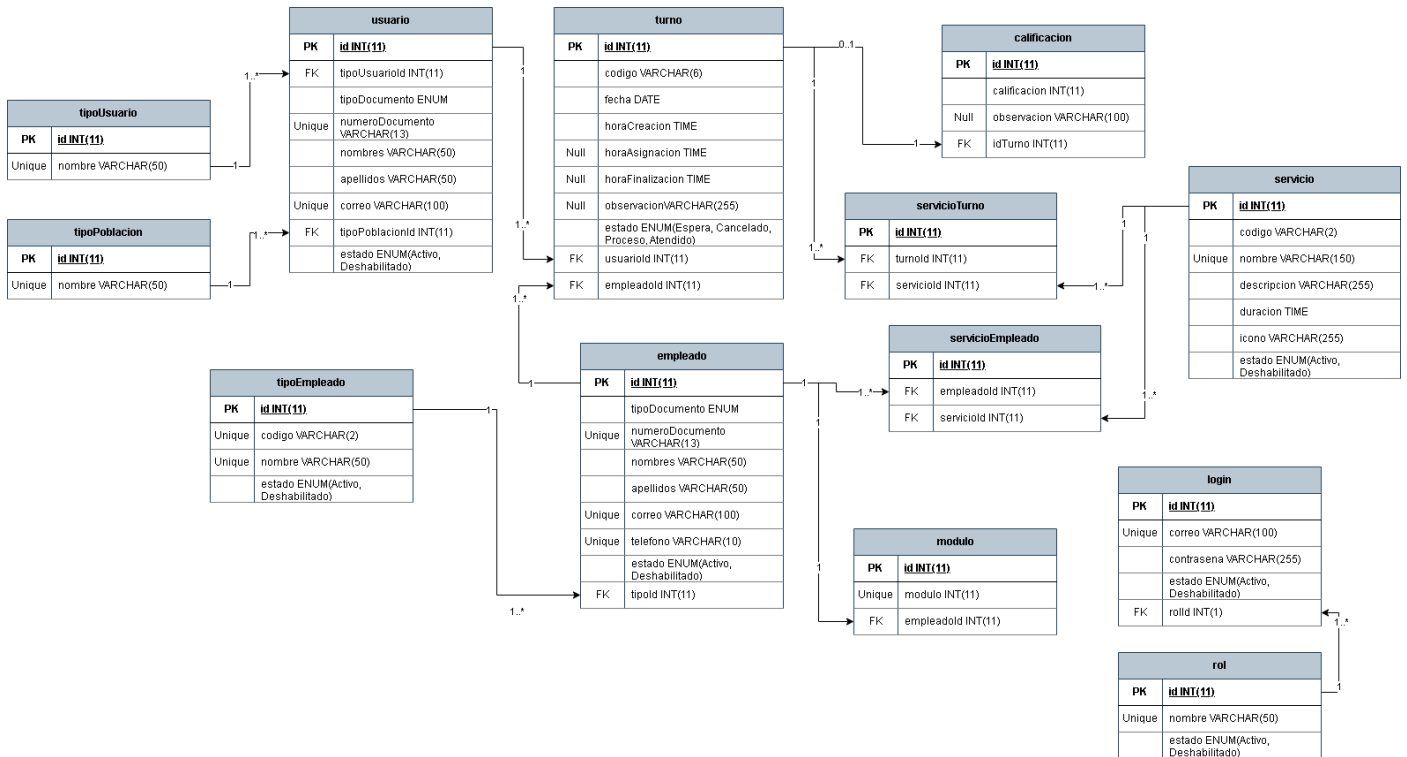 usuario
PK id INT(11)
FK tipoUsuarioId INT(11)
tipoDocumento ENUM
Unique numeroDocumento
VARCHAR(13)
nombres VARCHAR(50)
apellidos VARCHAR(50)
Unique correo VARCHAR(100)
FK tipoPoblacionId INT(11)
estado ENUM(Activo,
Deshabilitado)
turno
PK id INT(11)
codigo VARCHAR(6)
fecha DATE
horaCreacion TIME
Null horaAsignacion TIME
Null horaFinalizacion TIME
Null observacionVARCHAR(255)
estado ENUM(Espera, Cancelado,
Proceso, Atendido)
FK usuarioId INT(11)
FK empleadoId INT(11)
calificacion
PK id INT(11)
calificacion INT(11)
Null observacion VARCHAR(100)
FK idTurno INT(11)
tipoUsuario
PK id INT(11)
Unique nombre VARCHAR(50)
tipoPoblacion
PK id INT(11)
Unique nombre VARCHAR(50)
servicioTurno
PK id INT(11)
FK turnoId INT(11)
FK servicioId INT(11)
servicio
PK id INT(11)
codigo VARCHAR(2)
Unique nombre VARCHAR(150)
descripcion VARCHAR(255)
duracion TIME
icono VARCHAR(255)
estado ENUM(Activo,
Deshabilitado)
servicioEmpleado
PK id INT(11)
FK empleadoId INT(11)
FK servicioId INT(11)
tipoEmpleado
PK id INT(11)
Unique codigo VARCHAR(2)
Unique nombre VARCHAR(50)
estado ENUM(Activo,
Deshabilitado)
empleado
PK id INT(11)
tipoDocumento ENUM
Unique numeroDocumento
VARCHAR(13)
nombres VARCHAR(50)
apellidos VARCHAR(50)
Unique correo VARCHAR(100)
Unique telefono VARCHAR(10)
estado ENUM(Activo,
Deshabilitado)
FK tipoId INT(11)
modulo
PK id INT(11)
Unique modulo INT(11)
FK empleadoId INT(11)
login
PK id INT(11)
Unique correo VARCHAR(100)
contrasena VARCHAR(255)
estado ENUM(Activo,
Deshabilitado)
FK rolId INT(1)
rol
PK id INT(11)
Unique nombre VARCHAR(50)
estado ENUM(Activo,
Deshabilitado)
1
1..*
1
1..*
1
1..*
0..1
1
1
1..*
1
1..*
1
1..*
1
1..*
1
1..*
1
1
1
1..*
1
1..*